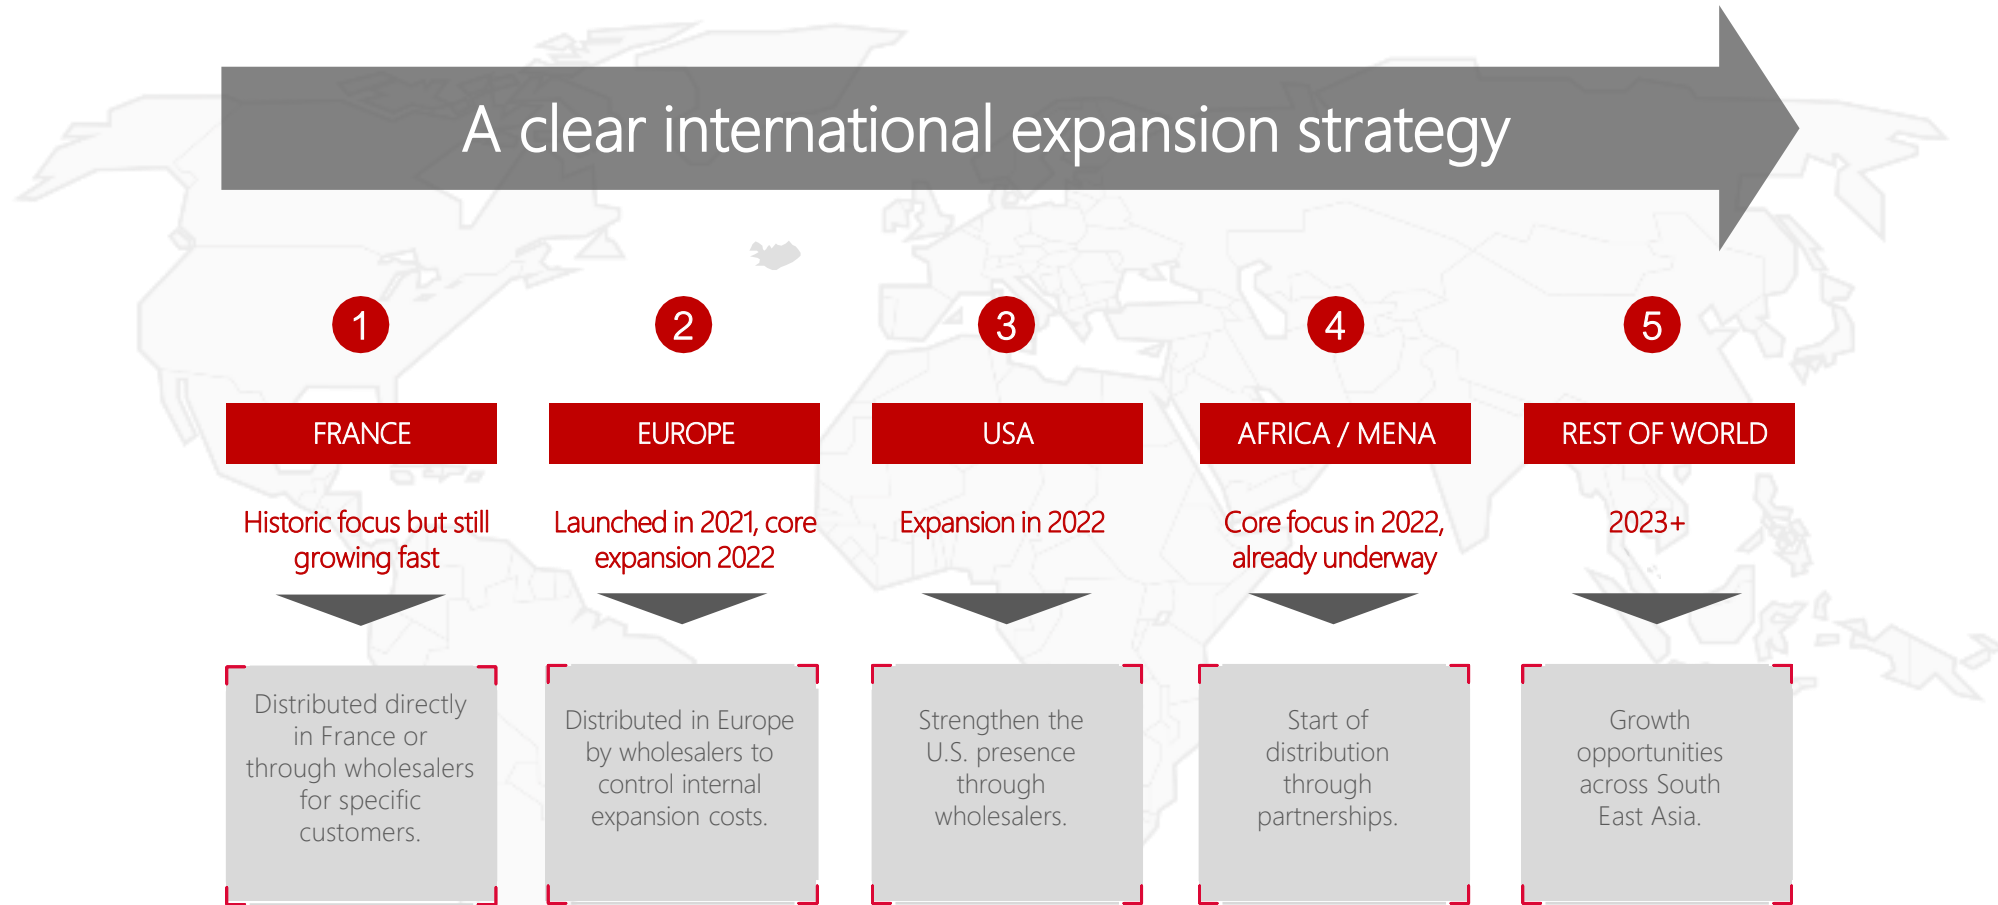 A clear international expansion strategy
1
2
3
4
5
FRANCE
EUROPE
USA
AFRICA / MENA
REST OF WORLD
Historic focus but still
growing fast
Launched in 2021, core
expansion 2022
Expansion in 2022
Core focus in 2022,
already underway
2023+
Distributed directly
in France or
through wholesalers
for specific
customers.
Distributed in Europe
by wholesalers to
control internal
expansion costs.
Strengthen the
U.S. presence
through
wholesalers.
Start of
distribution
through
partnerships.
Growth
opportunities
across South
East Asia.